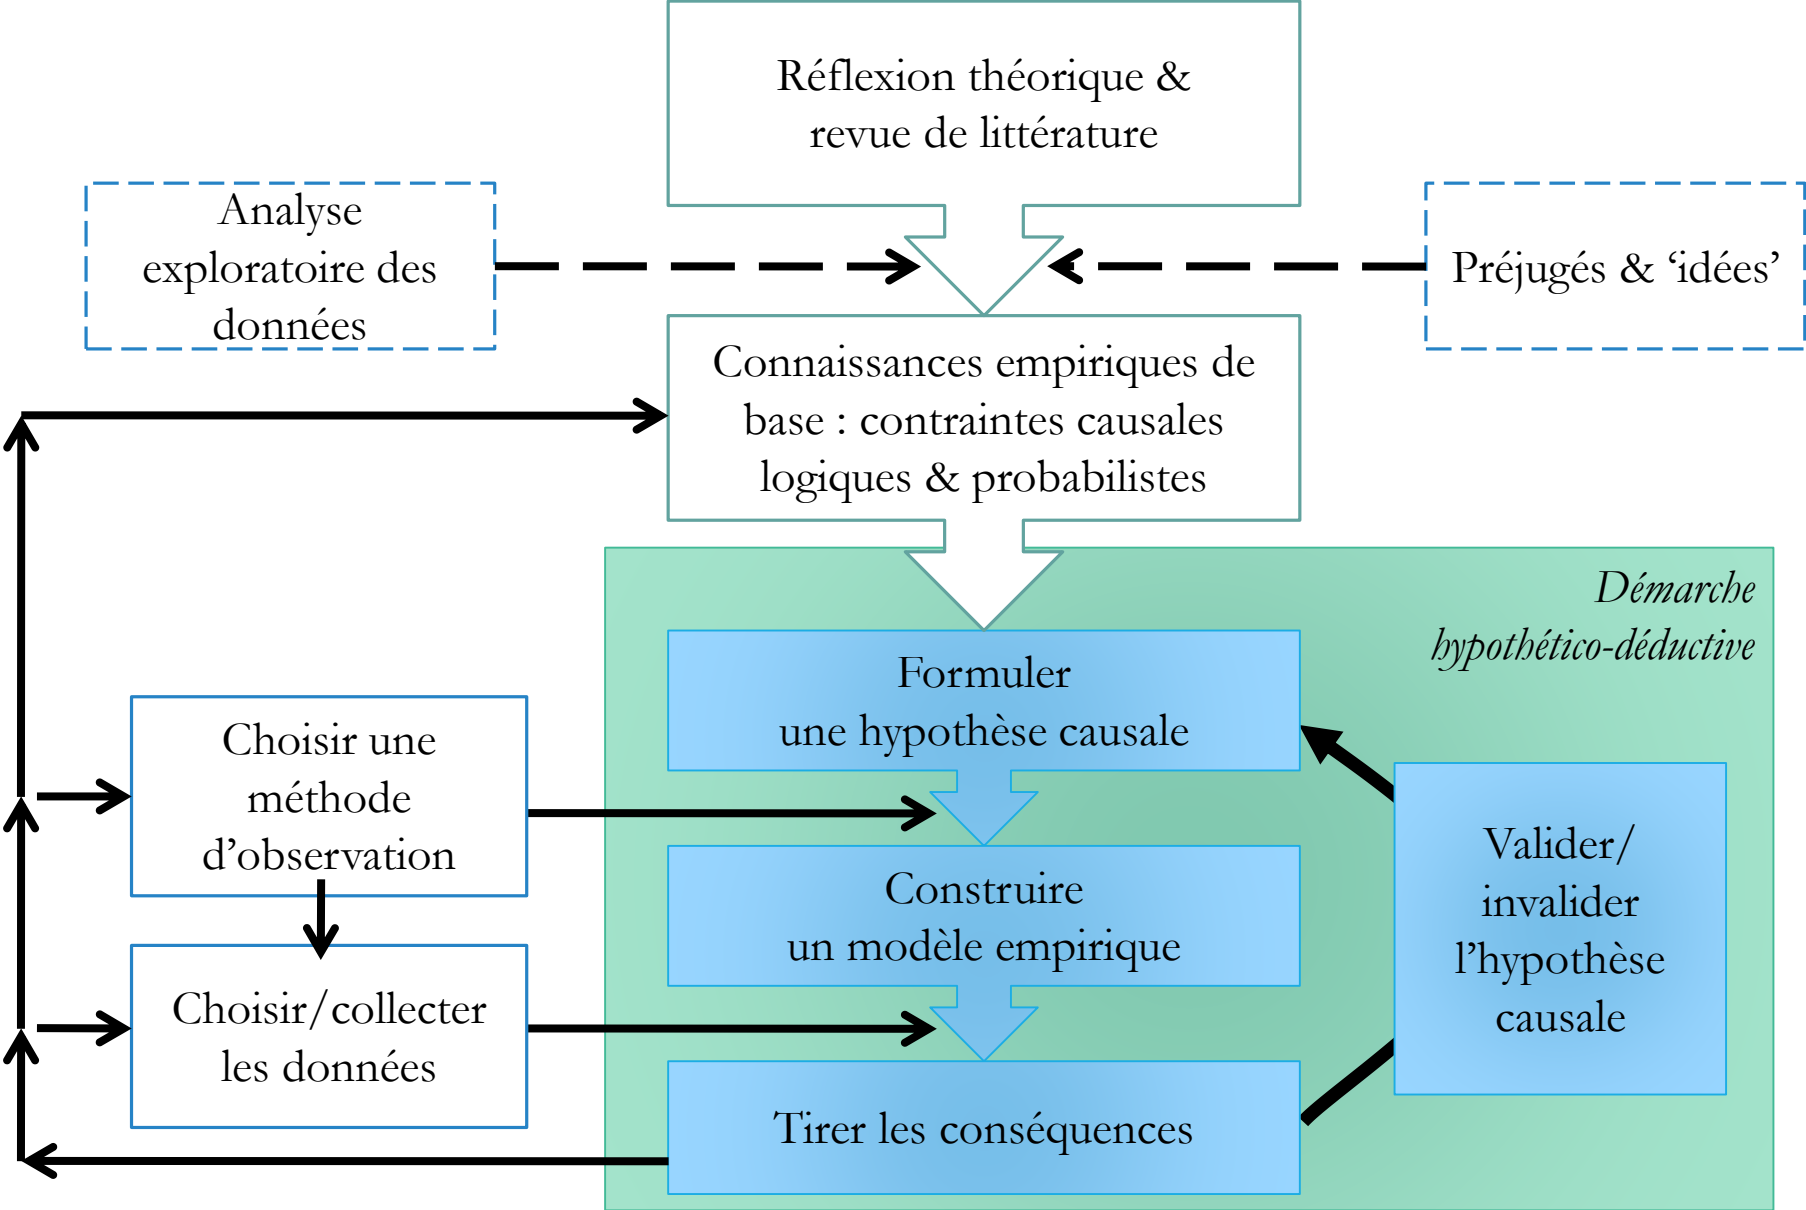 Réflexion théorique &
revue de littérature
Analyse
exploratoire des
données
Préjugés & ‘idées’
Connaissances empiriques de
base : contraintes causales
logiques & probabilistes
Démarche
hypothético-déductive
Formuler
une hypothèse causale
Choisir une
méthode
d’observation
Construire
un modèle empirique
Valider/
invalider
l’hypothèse
causale
Choisir/collecter
les données
Tirer les conséquences